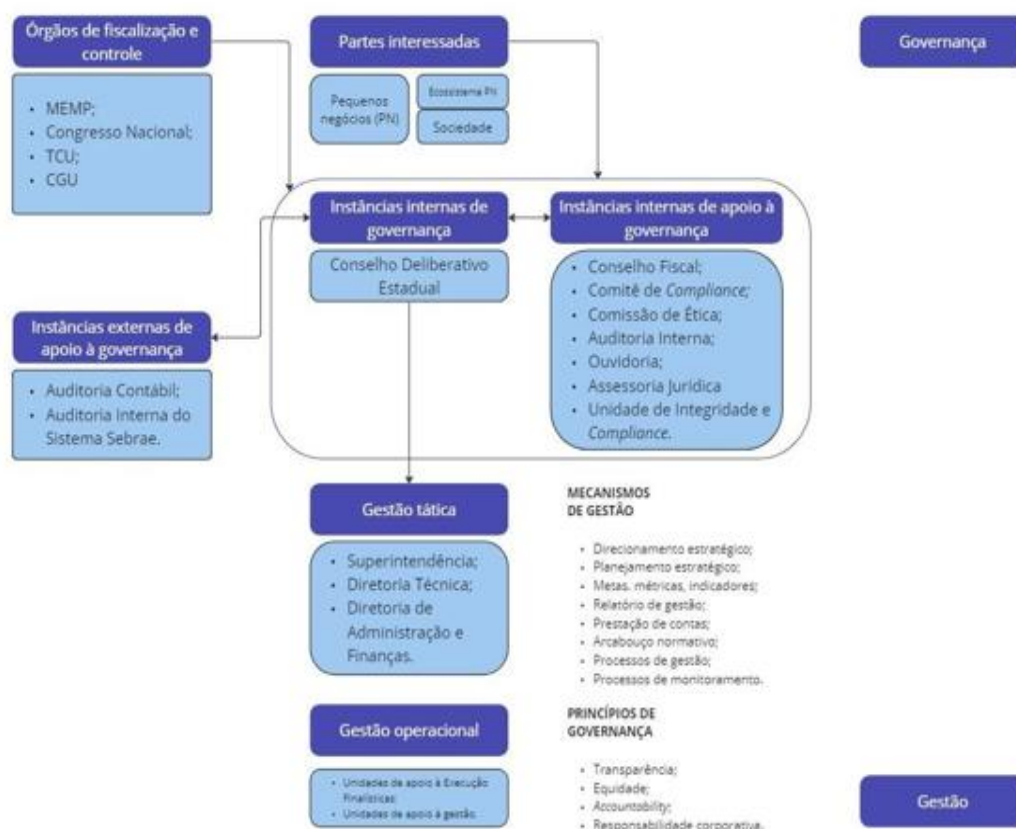 Órgãos de fiscalização e
controle
• MEMP;
• Congresso Nacional;
• TCU;
• CGU
Partes interessadas
Pequenos
negócios (PN)
Ecossistema PN
Sociedade
Governança
Instâncias internas de
governança
Conselho Deliberativo
Estadual
Instâncias internas de apoio à
governança
• Conselho Fiscal;
• Comitê de Compliance;
• Comissão de Ética;
• Auditoria Interna;
• Ouvidoria;
• Assessoria Jurídica
• Unidade de Integridade e
Compliance.
Instâncias externas de
apoio à governança
• Auditoria Contábil;
• Auditoria Interna do
Sistema Sebrae.
Gestão tática
• Superintendência;
• Diretoria Técnica;
• Diretoria de
Administração e
Finanças.
MECANISMOS
DE GESTÃO
• Direcionamento estratégico;
• Planejamento estratégico;
• Metas. métricas, indicadores;
• Relatório de gestão;
• Prestação de contas;
• Arcabouço normativo;
• Processos de gestão;
• Processos de monitoramento.
Gestão operacional
• Unidades de apoio à Execução
Finalísticas
• Unidades de apoio à gestão.
PRINCÍPIOS DE
GOVERNANÇA
• Transparência;
• Equidade;
• Accountability;
• Responsabilidade corporativa.
Gestão